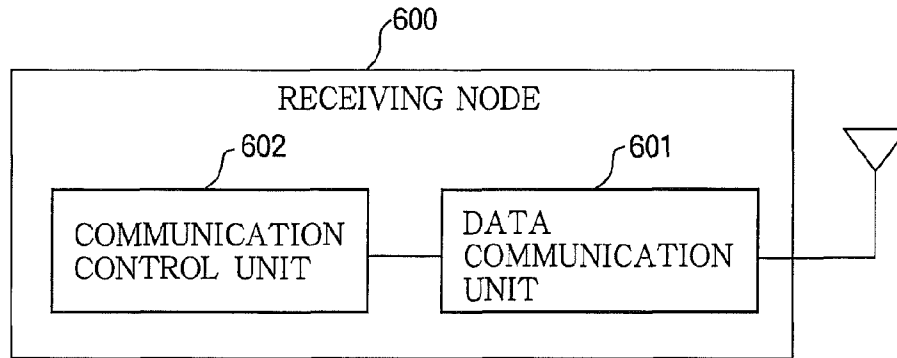 600
RECEIVING NODE
602
601
COMMUNICATION
CONTROL UNIT
DATA
COMMUNICATION
UNIT